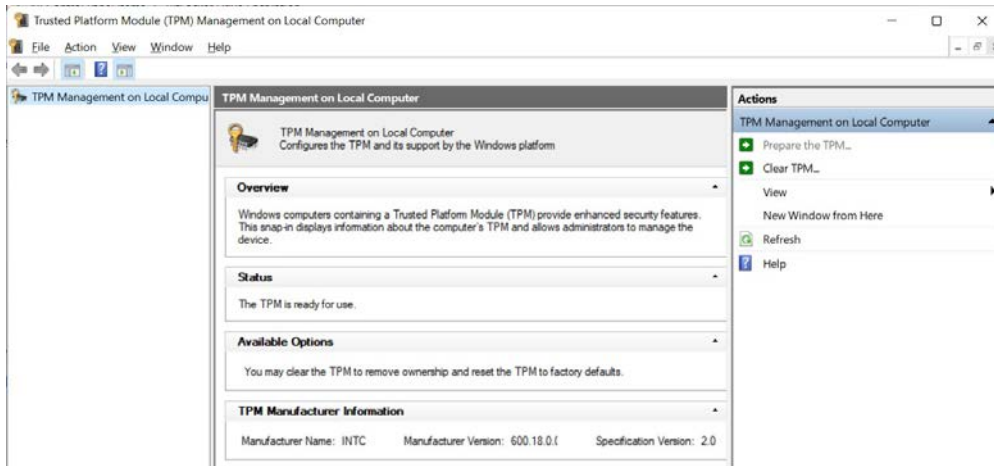 Trusted Platform Module (TPM) Management on Local Computer
File Action View Window Help
TPM Management on Local Compu
TPM Management on Local Computer
TPM Management on Local Computer
Configures the TPM and its support by the Windows platform
Overview
Windows computers containing a Trusted Platform Module (TPM) provide enhanced security features.
This snap-in displays information about the computer's TPM and allows administrators to manage the
device.
Status
The TPM is ready for use.
Available Options
You may clear the TPM to remove ownership and reset the TPM to factory defaults.
TPM Manufacturer Information
Manufacturer Name: INTC Manufacturer Version: 600.18.0.( Specification Version: 2.0
Actions
TPM Management on Local Computer
Prepare the TPM...
Clear TPM...
View
New Window from Here
Refresh
Help